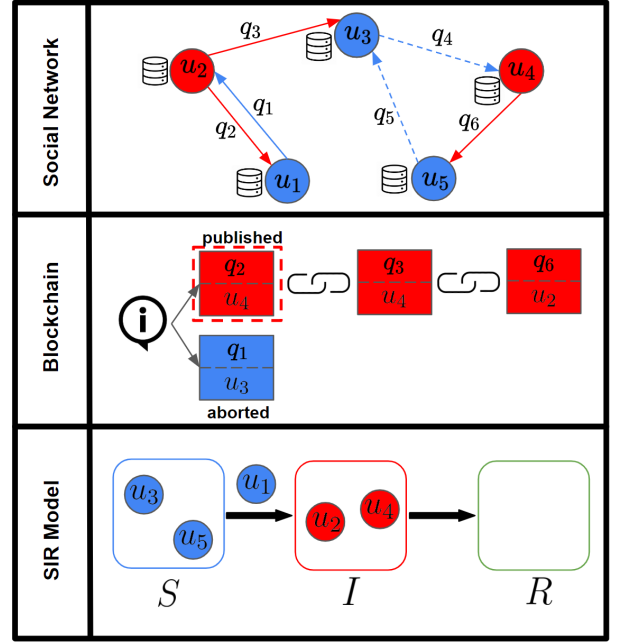 Social Network
q3
u3
q4
u2
u4
q1
q5
q2
q6
u1
u5
Blockchain
published
q2
u4
q3
u4
q6
u2
i
q1
u3
aborted
SIR Model
u3
u1
u4
u2
u5
S
I
R